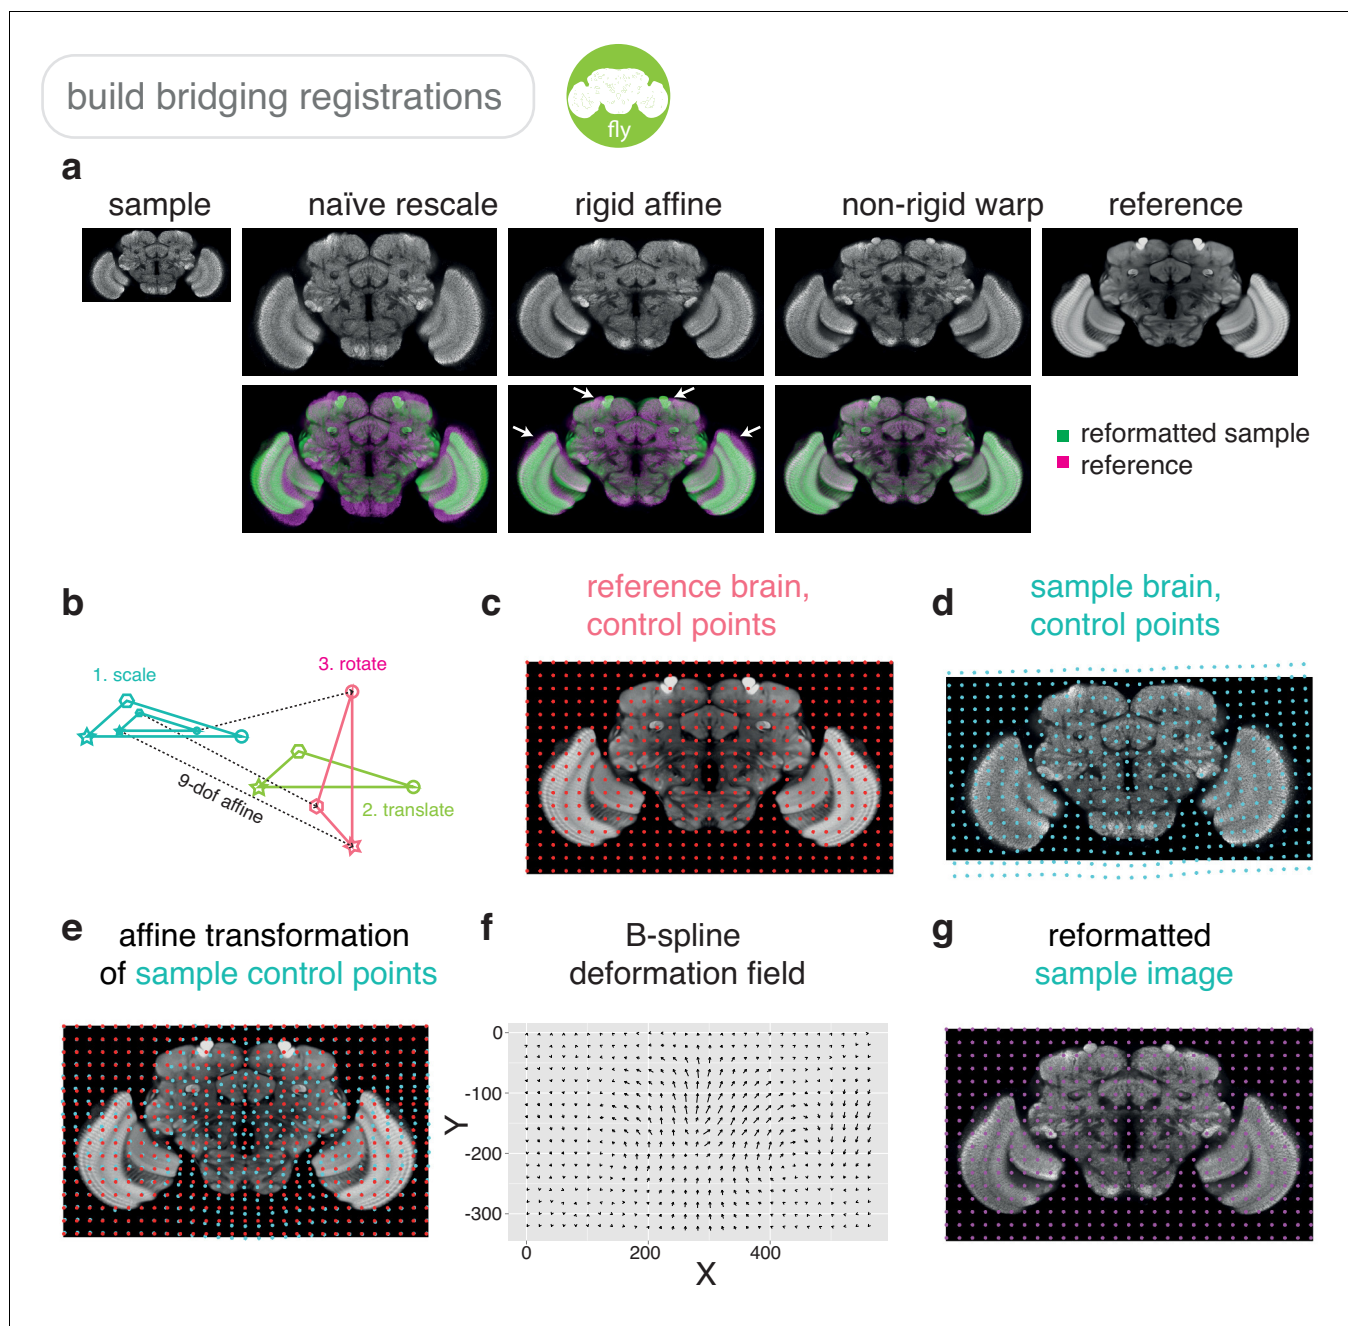 build bridging registrations
fly
a
sample
naïve rescale
rigid affine
non-rigid warp
reference
reformatted sample
reference
b
1. scale
3. rotate
9-dof affine
2. translate
c
reference brain,
control points
d
sample brain,
control points
e
affine transformation
of sample control points
f
B-spline
deformation field
0
-100
-200
-300
Y
0
200
400
X
g
reformatted
sample image